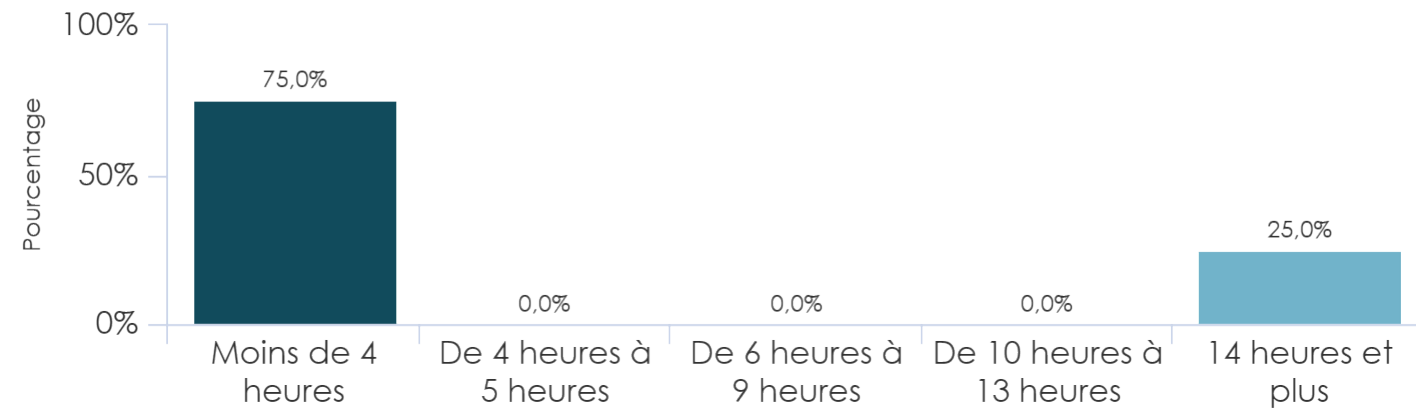 100%
75,0%
Pourcentage
50%
25,0%
0,0%
0,0%
0,0%
0%
Moins de 4
heures
De 4 heures à
5 heures
De 6 heures à
9 heures
De 10 heures à
13 heures
14 heures et
plus